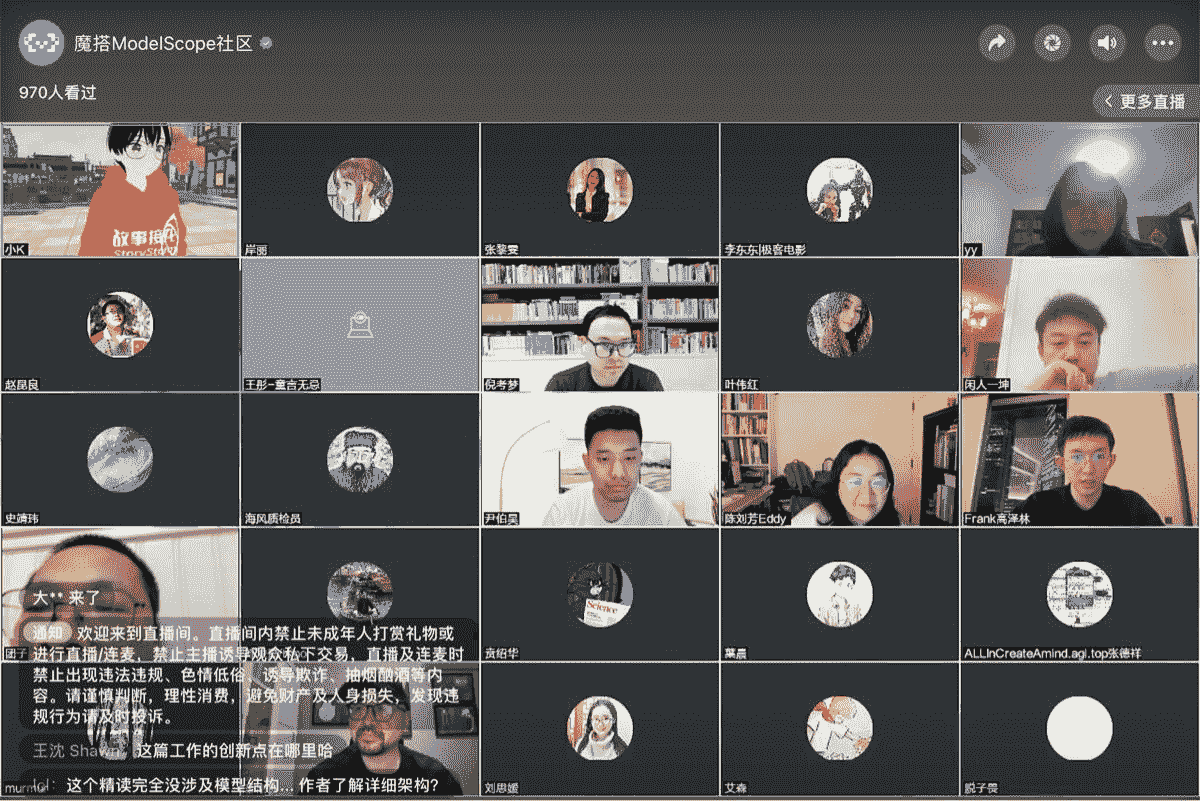 魔搭ModelScope社区
970人看过
更多直播
故事接
StoryStor
小K
岸丽
张黎雯
李东东|极客电影
yy
赵昆良
王彤-童言无忌
倪考梦
叶伟红
闲人一坤
史靖玮
海风质检员
尹伯昊
陈刘芳Eddy
Frank高泽林
大** 来了
团子
Science
贲绍华
葉晨
ALLInCreateAmind.agi.top张德祥
通知 欢迎来到直播间。直播间内禁止未成年人打赏礼物或
进行直播/连麦，禁止主播诱导观众私下交易，直播及连麦时
禁止出现违法违规、色情低俗、诱导欺诈、抽烟酗酒等内
容。请谨慎判断，理性消费，避免财产及人身损失，发现违
规行为请及时投诉。
王沈 Shawn：这篇工作的创新点在哪里哈
lol：这个精读完全没涉及模型结构... 作者了解详细架构?
刘思媛
艾森